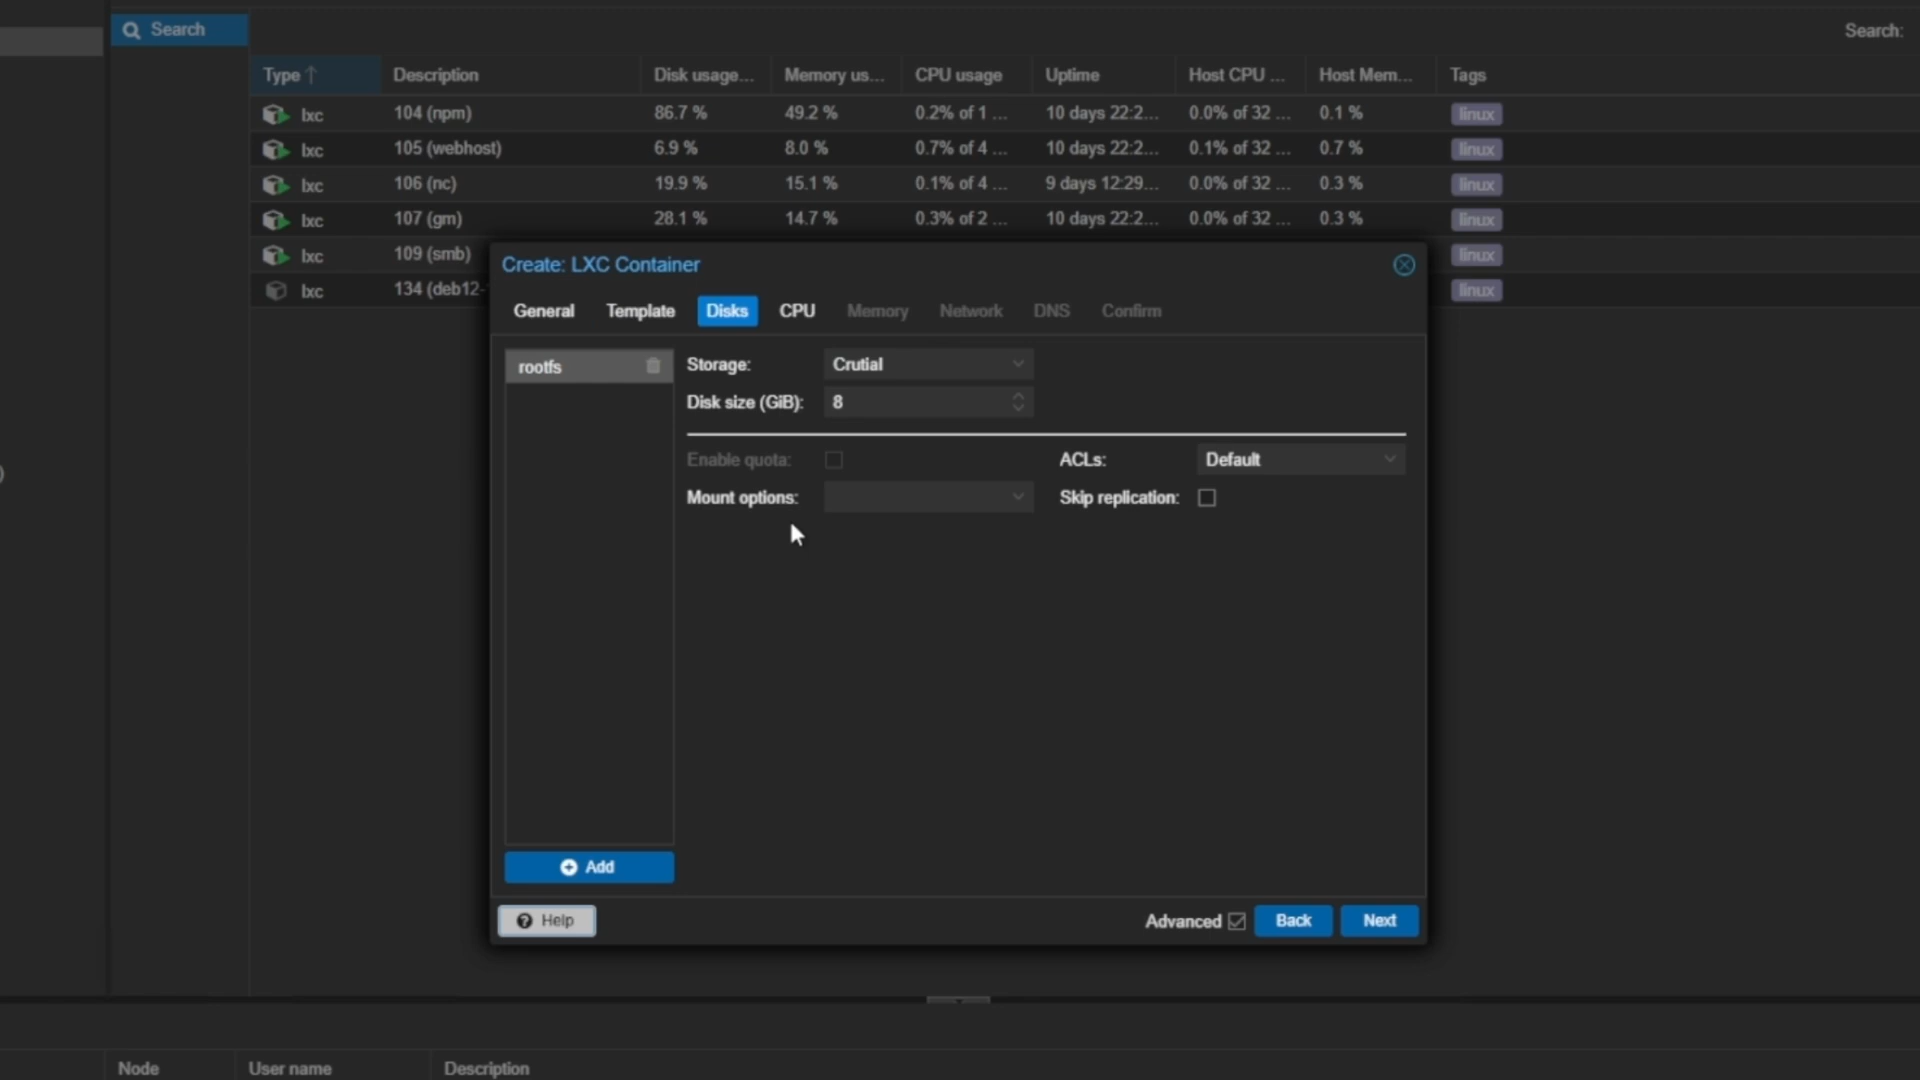 Search
Search:
Type Description Disk usage... Memory us... CPU usage Uptime Host CPU ... Host Mem... Tags
lxc 104 (npm) 86.7 % 49.2 % 0.2% of 1 ... 10 days 22:2... 0.0% of 32 ... 0.1 % linux
lxc 105 (webhost) 6.9 % 8.0 % 0.7% of 4 ... 10 days 22:2... 0.1% of 32 ... 0.7 % linux
lxc 106 (nc) 19.9 % 15.1 % 0.1% of 4 ... 9 days 12:29... 0.0% of 32 ... 0.3 % linux
lxc 107 (gm) 28.1 % 14.7 % 0.3% of 2 ... 10 days 22:2... 0.0% of 32 ... 0.3 % linux
lxc 109 (smb) linux
lxc 134 (deb12- linux
Create: LXC Container
General Template Disks CPU Memory Network DNS Confirm
rootfs
Storage: Crutial
Disk size (GiB): 8
Enable quota: ACLs: Default
Mount options: Skip replication:
)
Add
Help Advanced Back Next
Node User name Description